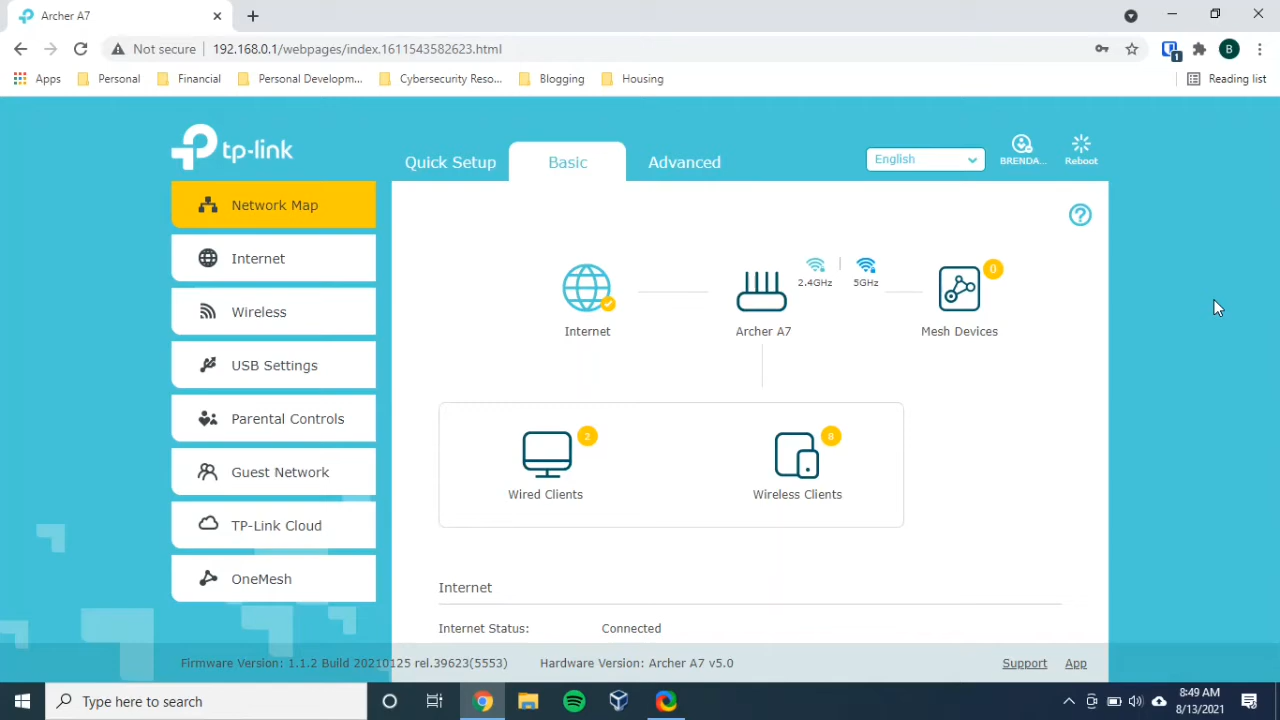 Archer A7
Not secure
192.168.0.1/webpages/index.1611543582623.html
1
B
Apps
Personal
Financial
Personal Developm...
Cybersecurity Reso...
Blogging
Housing
Reading list
tp-link
Quick Setup
Basic
Advanced
English
BRENDA...
Reboot
Network Map
Internet
Wireless
USB Settings
Parental Controls
Guest Network
TP-Link Cloud
OneMesh
?
2.4GHz
5GHz
0
Internet
Archer A7
Mesh Devices
2
8
Wired Clients
Wireless Clients
Internet
Internet Status: Connected
Firmware Version: 1.1.2 Build 20210125 rel.39623(5553)
Hardware Version: Archer A7 v5.0
Support
App
Type here to search
8:49 AM
8/13/2021